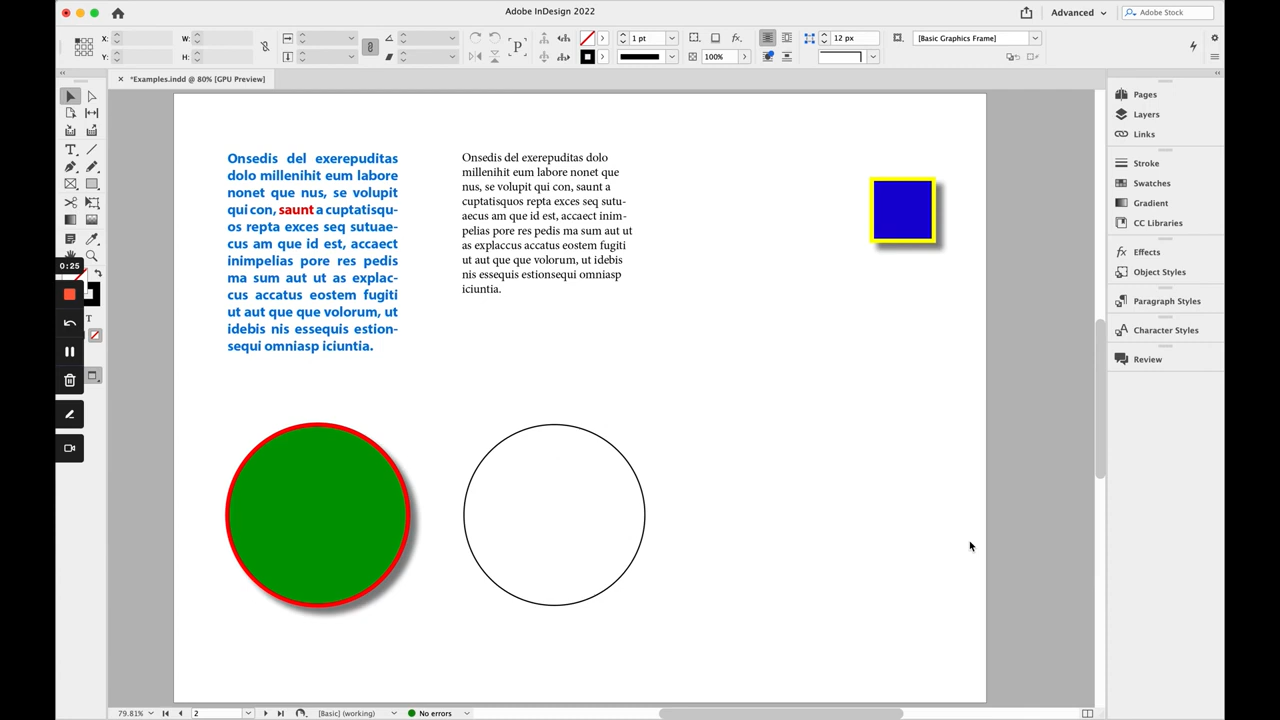 Adobe InDesign 2022
Advanced
Adobe Stock
X:
W:
1 pt
12 px
[Basic Graphics Frame]
Y:
H:
P
fx.
100%
*Examples.indd @ 80% [GPU Preview]
Onsedis del exerepuditas
dolo millenihit eum labore
nonet que nus, se volupit
qui con, saunt a cuptatisqu-
os repta exces seq sutuae-
cus am que id est, accaect
inimpelias pore res pedis
ma sum aut ut as explac-
cus accatus eostem fugiti
ut aut que que volorum, ut
idebis nis essequis estion-
sequi omniasp iciuntia.
Onsedis del exerepuditas dolo
millenihit eum labore nonet que
nus, se volupit qui con, saunt a
cuptatisquos repta exces seq sutu-
aecus am que id est, accaect inim-
pelias pore res pedis ma sum aut ut
as explaccus accatus eostem fugiti
ut aut que que volorum, ut idebis
nis essequis estionsequi omniasp
iciuntia.
0:25
T
Pages
Layers
Links
Stroke
Swatches
Gradient
CC Libraries
Effects
Object Styles
Paragraph Styles
Character Styles
Review
79.81%
2
[Basic] (working)
No errors